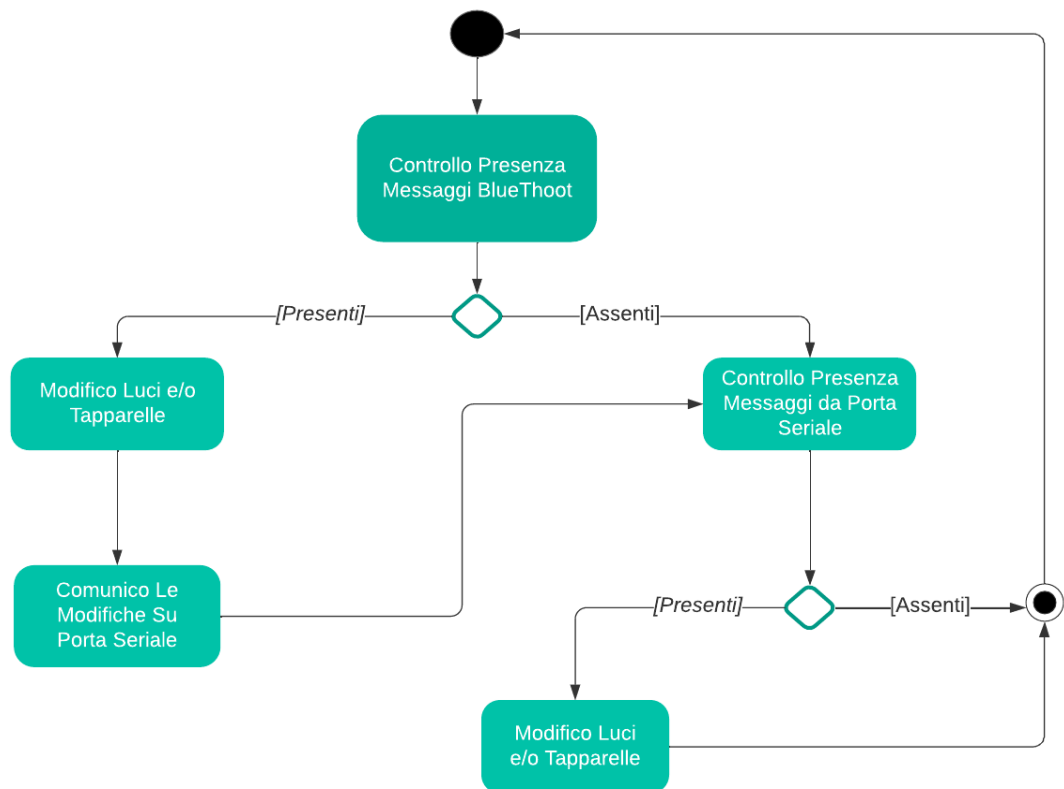 Controllo Presenza
Messaggi BlueThoot
[Presenti]
[Assenti]
Modifico Luci e/o
Tapparelle
Controllo Presenza
Messaggi da Porta
Seriale
Comunico Le
Modifiche Su
Porta Seriale
[Presenti]
[Assenti]
Modifico Luci
e/o Tapparelle